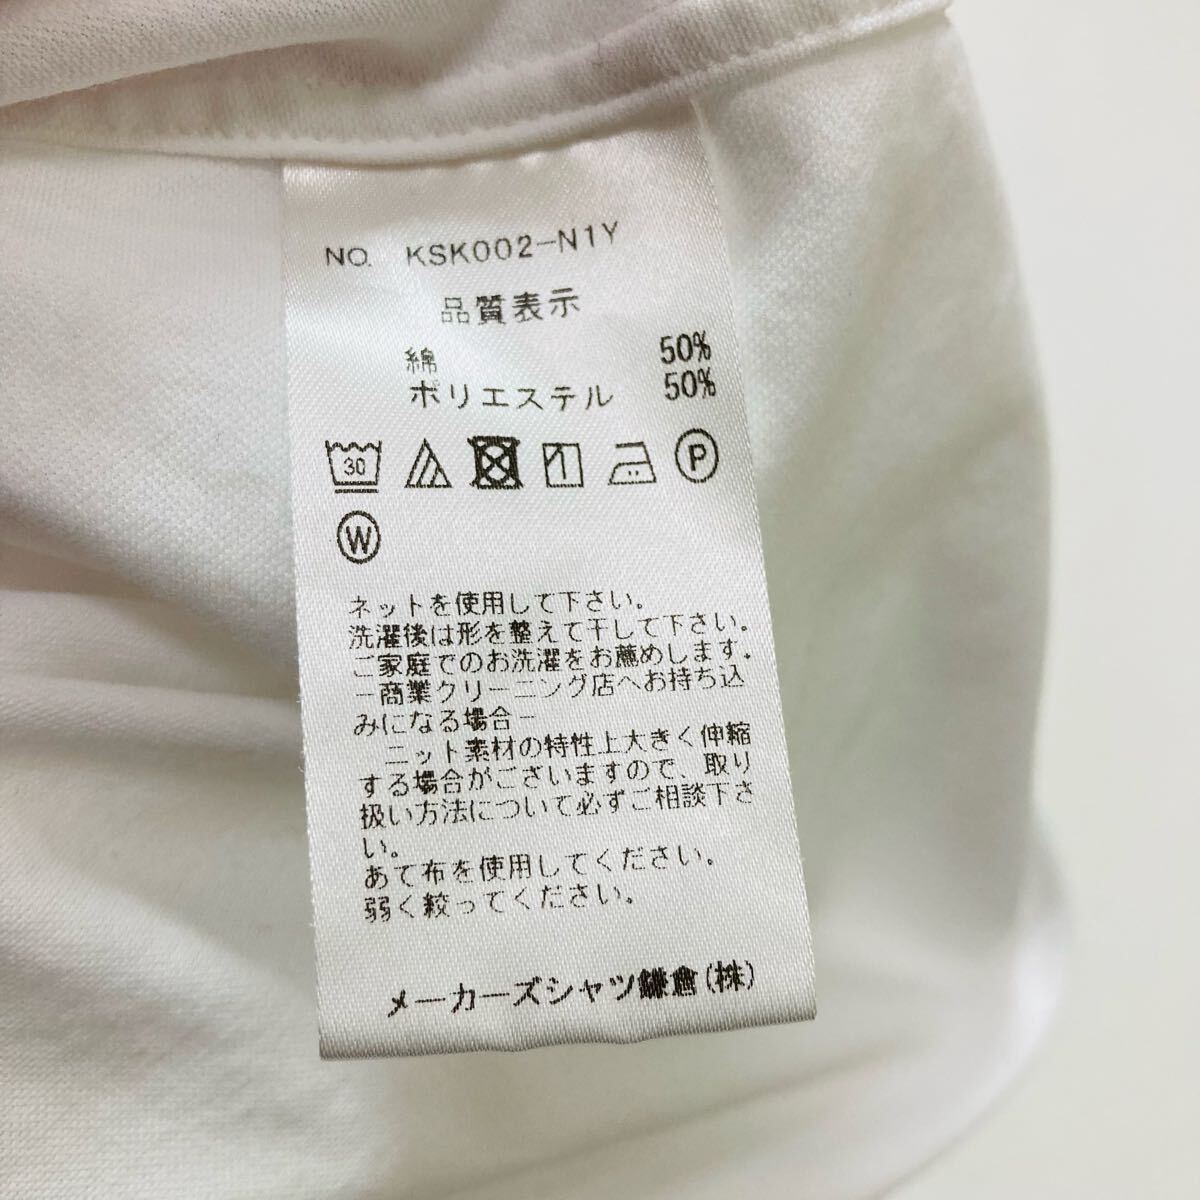 NO. KSK002-N1Y
品質表示
綿 50%
ポリエステル 50%
30
P
W
ネットを使用して下さい。
洗濯後は形を整えて干して下さい。
ご家庭でのお洗濯をお薦めします。
-商業クリーニング店へお持ち込
みになる場合-
ニット素材の特性上大きく伸縮
する場合がございますので、取り
扱い方法について必ずご相談下さ
い。
あて布を使用してください。
弱く絞ってください。
メーカーズシャツ鎌倉(株)